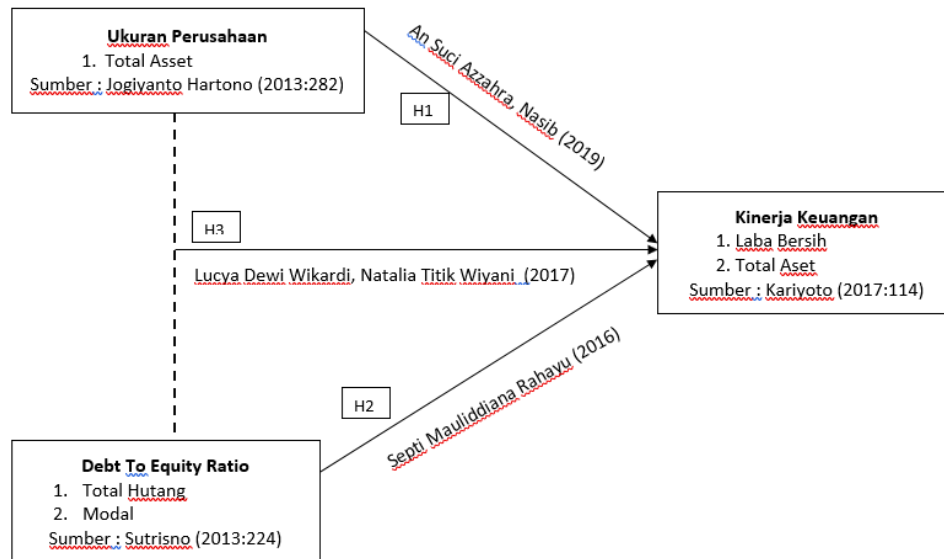 Ukuran Perusahaan
1. Total Asset
Sumber : Jogiyanto Hartono (2013:282)
An Suci Azzahra, Nasib (2019)
H1
H3
Lucya Dewi Wikardi, Natalia Titik Wiyani (2017)
Kinerja Keuangan
1. Laba Bersih
2. Total Aset
Sumber : Kariyoto (2017:114)
H2
Septi Mauliddiana Rahayu (2016)
Debt To Equity Ratio
1. Total Hutang
2. Modal
Sumber : Sutrisno (2013:224)